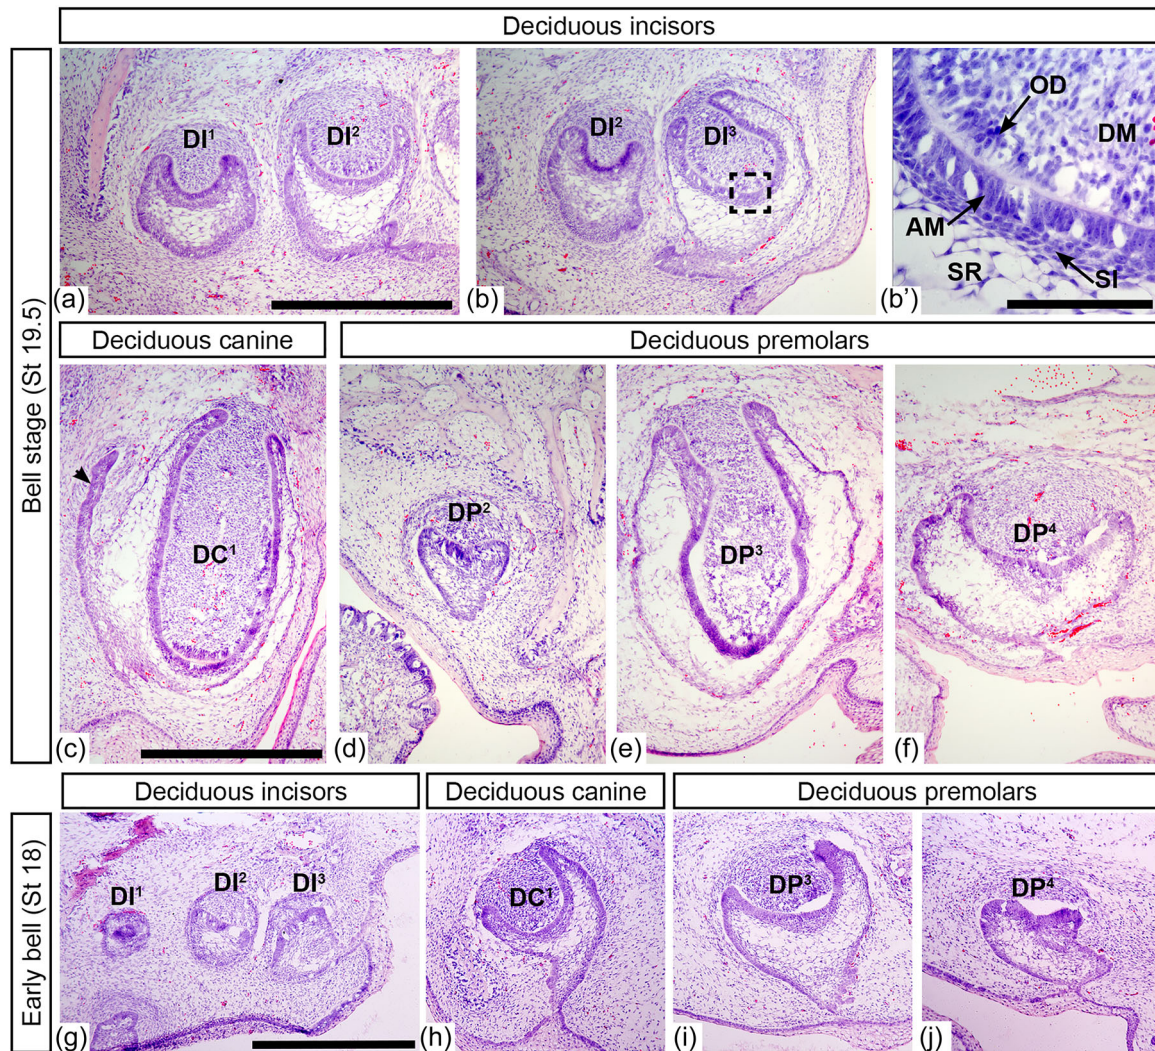 Deciduous incisors
Bell stage (St 19.5)
DI¹
DI²
(a)
DI²
DI³
(b)
OD
DM
AM
SR
SI
(b')
Deciduous canine
Deciduous premolars
DC¹
(c)
DP²
(d)
DP³
(e)
DP⁴
(f)
Deciduous incisors
Deciduous canine
Deciduous premolars
Early bell (St 18)
DI¹
DI²
DI³
(g)
DC¹
(h)
DP³
(i)
DP⁴
(j)